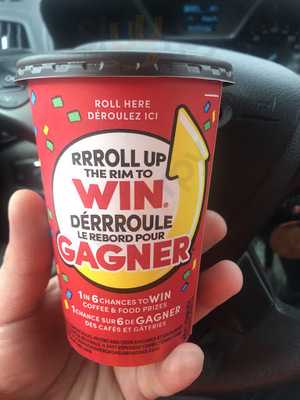 ROLL HERE
DÉROULEZ ICI
RRROLL UP
THE RIM TO
WIN®
DÉRRROULE
LE REBORD POUR
GAGNER
1 IN 6 CHANCES TO WIN
COFFEE & FOOD PRIZES
1 CHANCE SUR 6 DE GAGNER
DES CAFÉS ET GÂTERIES